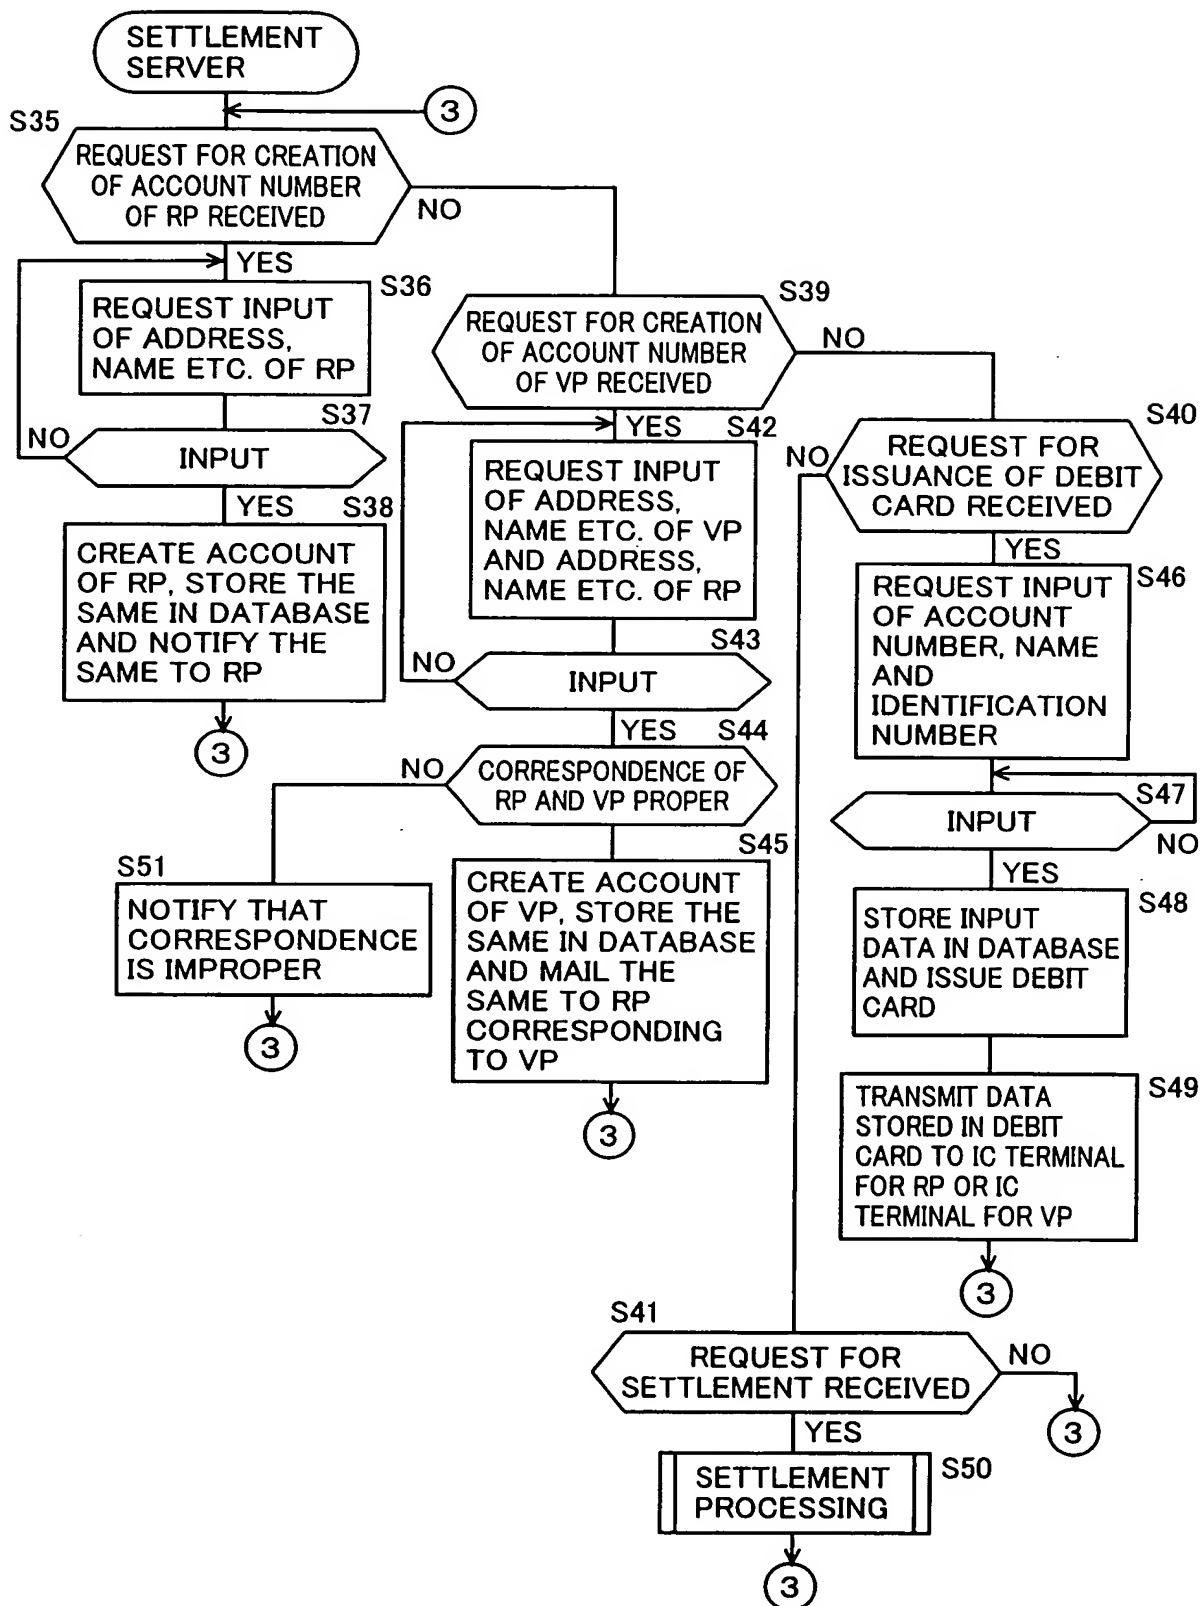 SETTLEMENT
SERVER
3
S35
REQUEST FOR CREATION
OF ACCOUNT NUMBER
OF RP RECEIVED
NO
YES
S36
REQUEST INPUT
OF ADDRESS,
NAME ETC. OF RP
S37
NO
INPUT
YES
S38
CREATE ACCOUNT
OF RP, STORE THE
SAME IN DATABASE
AND NOTIFY THE
SAME TO RP
3
S39
REQUEST FOR CREATION
OF ACCOUNT NUMBER
OF VP RECEIVED
NO
YES
S42
REQUEST INPUT
OF ADDRESS,
NAME ETC. OF VP
AND ADDRESS,
NAME ETC. OF RP
S43
NO
INPUT
YES
S44
NO
CORRESPONDENCE OF
RP AND VP PROPER
S45
CREATE ACCOUNT
OF VP, STORE THE
SAME IN DATABASE
AND MAIL THE
SAME TO RP
CORRESPONDING
TO VP
3
S51
NOTIFY THAT
CORRESPONDENCE
IS IMPROPER
3
S40
NO
REQUEST FOR
ISSUANCE OF DEBIT
CARD RECEIVED
YES
S46
REQUEST INPUT
OF ACCOUNT
NUMBER, NAME
AND
IDENTIFICATION
NUMBER
S47
INPUT
NO
YES
S48
STORE INPUT
DATA IN DATABASE
AND ISSUE DEBIT
CARD
S49
TRANSMIT DATA
STORED IN DEBIT
CARD TO IC TERMINAL
FOR RP OR IC
TERMINAL FOR VP
3
S41
REQUEST FOR
SETTLEMENT RECEIVED
NO
3
YES
S50
SETTLEMENT
PROCESSING
3